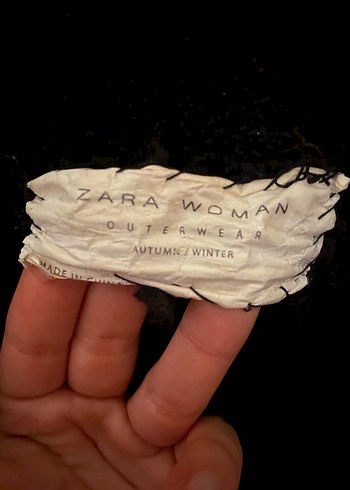 ZARA WOMAN
OUTERWEAR
AUTUMN / WINTER
MADE IN CHINA